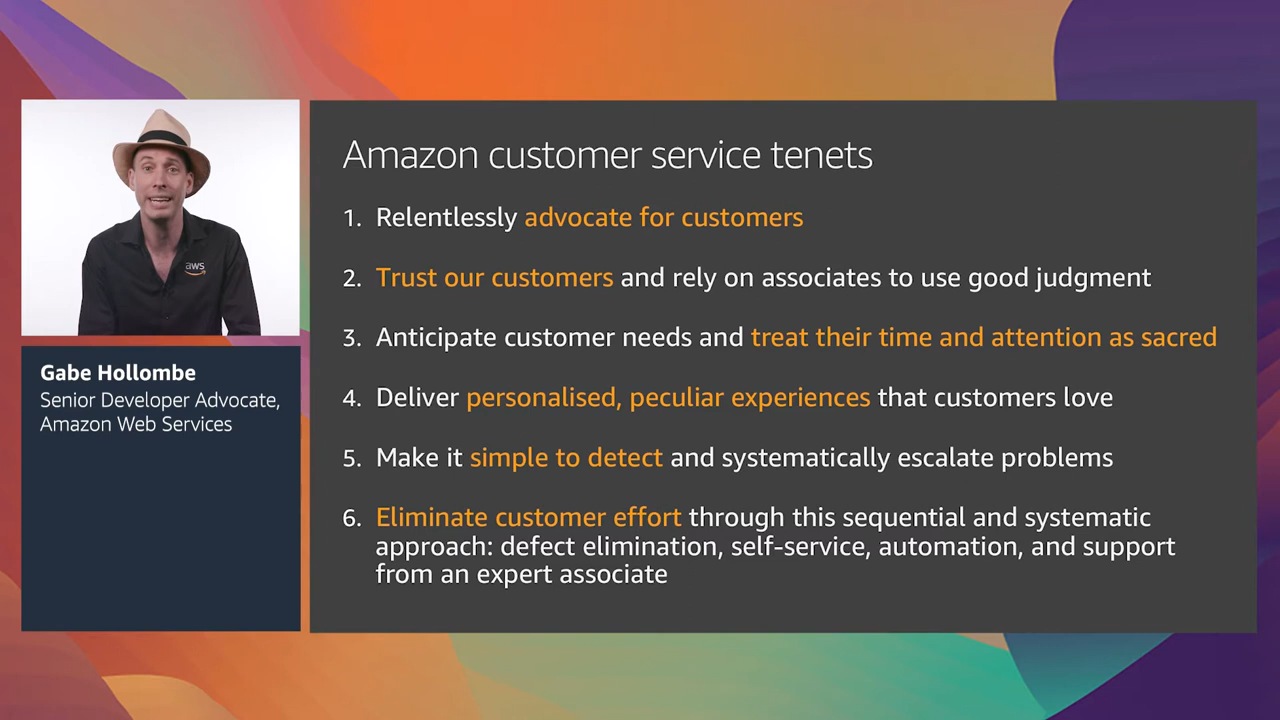 aws
Gabe Hollombe
Senior Developer Advocate,
Amazon Web Services
Amazon customer service tenets
1. Relentlessly advocate for customers
2. Trust our customers and rely on associates to use good judgment
3. Anticipate customer needs and treat their time and attention as sacred
4. Deliver personalised, peculiar experiences that customers love
5. Make it simple to detect and systematically escalate problems
6. Eliminate customer effort through this sequential and systematic
approach: defect elimination, self-service, automation, and support
from an expert associate